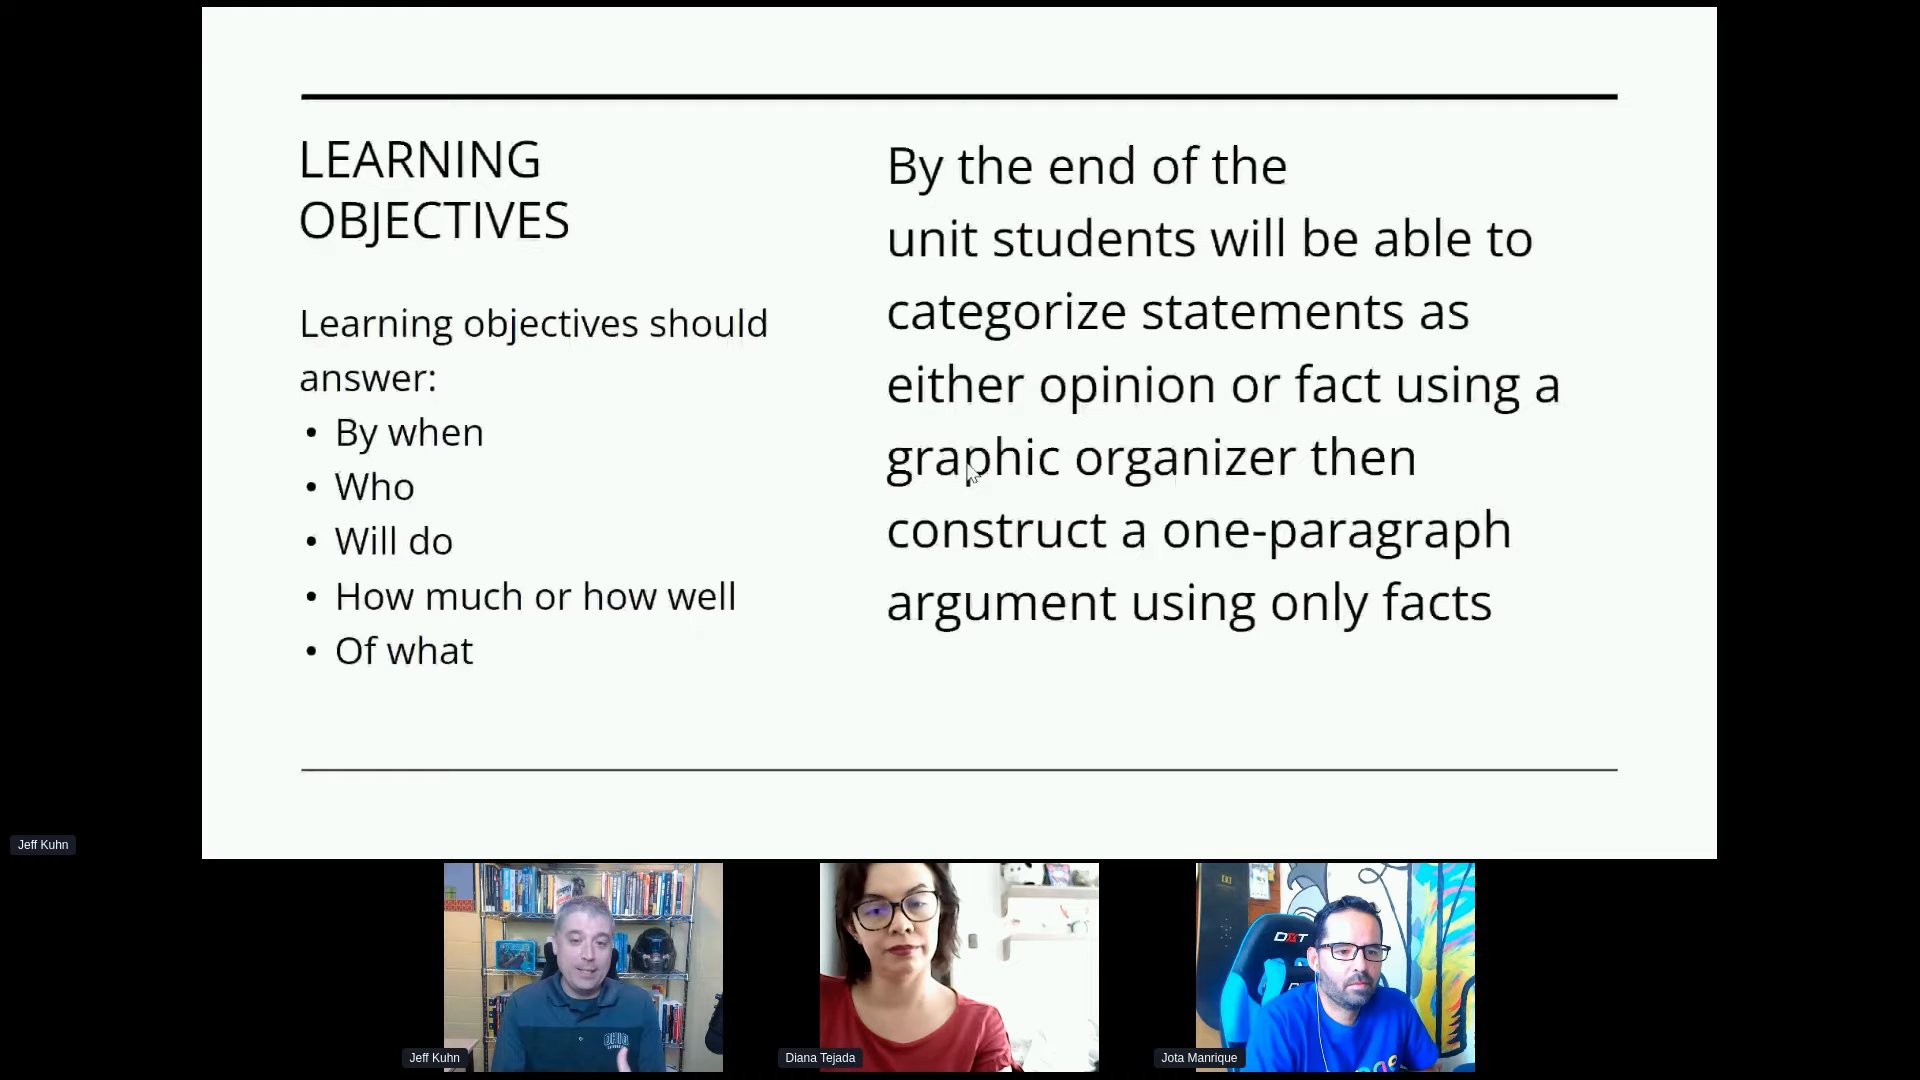 LEARNING
OBJECTIVES
Learning objectives should
answer:
• By when
• Who
• Will do
• How much or how well
• Of what
By the end of the
unit students will be able to
categorize statements as
either opinion or fact using a
graphic organizer then
construct a one-paragraph
argument using only facts
Jeff Kuhn
Jeff Kuhn
OHIO
Diana Tejada
DXT
Jota Manrique